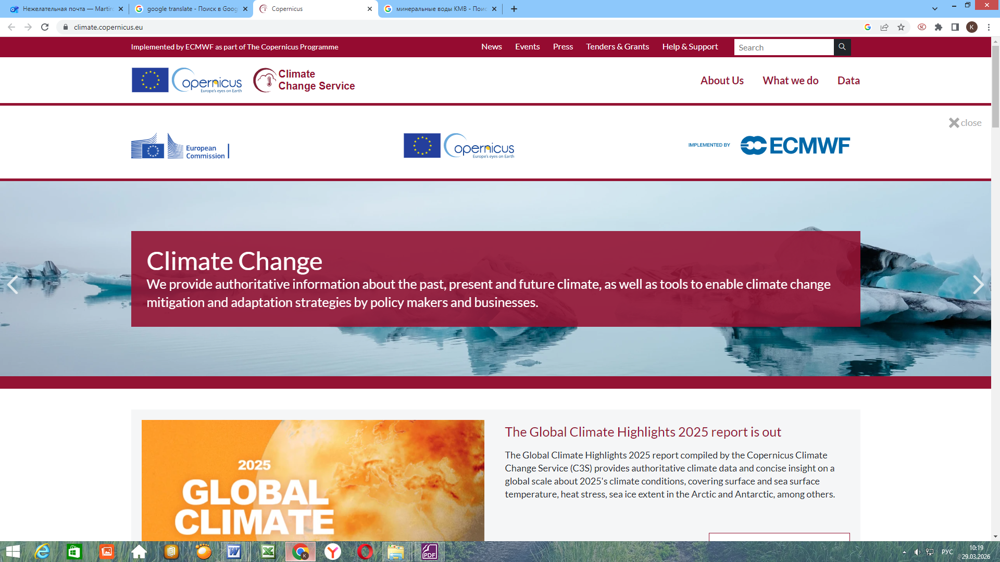 Нежелательная почта — Martiro
google translate - Поиск в Goog
Copernicus
минеральные воды КМВ - Поис
climate.copernicus.eu
K
Implemented by ECMWF as part of The Copernicus Programme
News
Events
Press
Tenders & Grants
Help & Support
Search
opernicus
Europe's eyes on Earth
Climate
Change Service
About Us
What we do
Data
close
European
Commission
opernicus
Europe's eyes on Earth
IMPLEMENTED BY
ECMWF
Climate Change
We provide authoritative information about the past, present and future climate, as well as tools to enable climate change
mitigation and adaptation strategies by policy makers and businesses.
2025
GLOBAL
CLIMATE
The Global Climate Highlights 2025 report is out
The Global Climate Highlights 2025 report compiled by the Copernicus Climate
Change Service (C3S) provides authoritative climate data and concise insight on a
global scale about 2025's climate conditions, covering surface and sea surface
temperature, heat stress, sea ice extent in the Arctic and Antarctic, among others.
PDF
РУС
10:19
29.03.2026